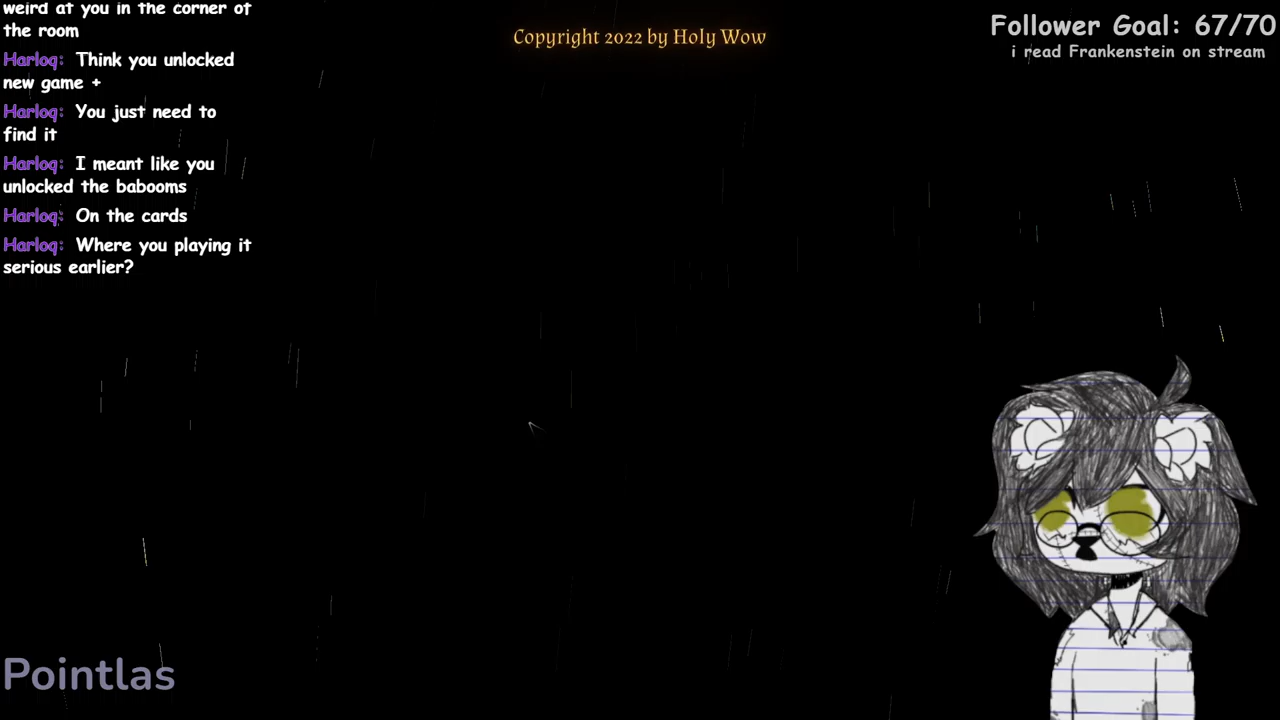 weird at you in the corner of
the room
Harloq: Think you unlocked
new game +
Harloq: You just need to
find it
Harloq: I meant like you
unlocked the babooms
Harloq: On the cards
Harloq: Where you playing it
serious earlier?
Copyright 2022 by Holy Wow
Follower Goal: 67/70
i read Frankenstein on stream
Pointlas